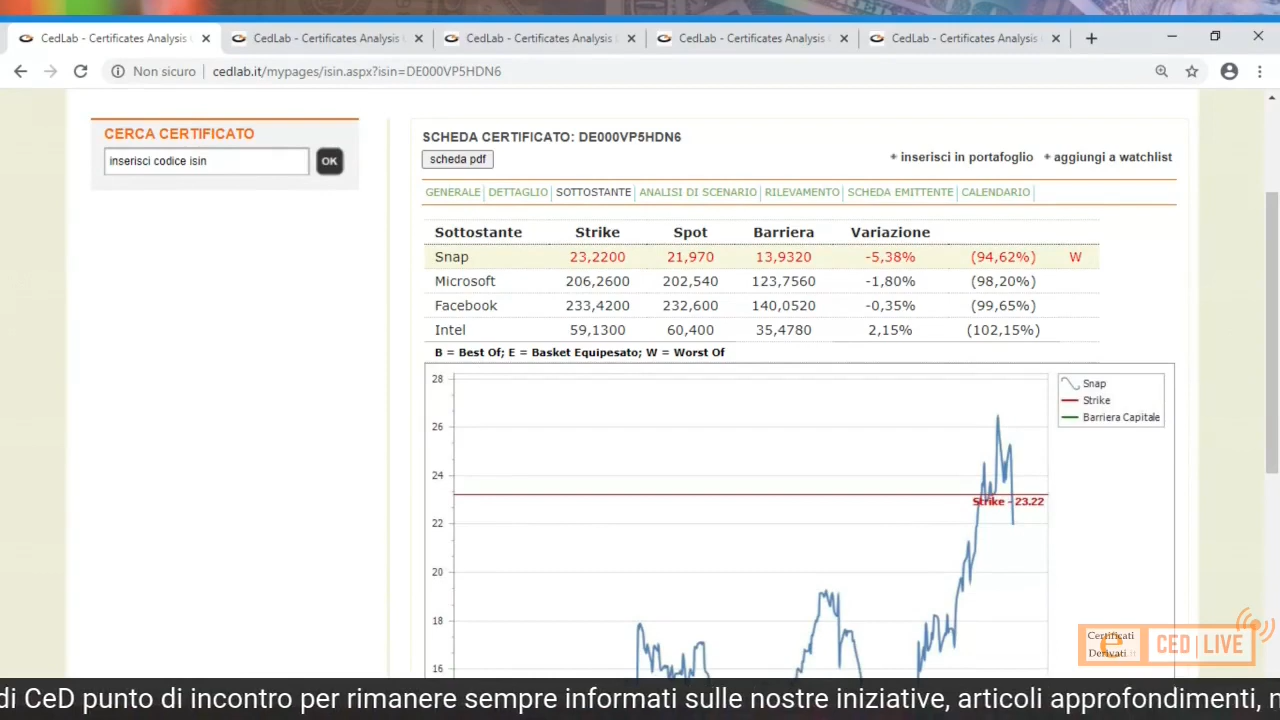 CedLab - Certificates Analysis
CedLab - Certificates Analysis
CedLab - Certificates Analysis
CedLab - Certificates Analysis
CedLab - Certificates Analysis
Non sicuro
cedlab.it/mypages/isin.aspx?isin=DE000VP5HDN6
CERCA CERTIFICATO
inserisci codice isin
OK
SCHEDA CERTIFICATO: DE000VP5HDN6
scheda pdf
+ inserisci in portafoglio + aggiungi a watchlist
GENERALE DETTAGLIO SOTTOSTANTE ANALISI DI SCENARIO RILEVAMENTO SCHEDA EMITTENTE CALENDARIO
Sottostante Strike Spot Barriera Variazione
Snap 23,2200 21,970 13,9320 -5,38% (94,62%) W
Microsoft 206,2600 202,540 123,7560 -1,80% (98,20%)
Facebook 233,4200 232,600 140,0520 -0,35% (99,65%)
Intel 59,1300 60,400 35,4780 2,15% (102,15%)
B = Best Of; E = Basket Equipesato; W = Worst Of
28
26
24
22
20
18
16
Strike - 23.22
Snap
Strike
Barriera Capitale
Certificati
Derivati.it
CED|LIVE
di CeD punto di incontro per rimanere sempre informati sulle nostre iniziative, articoli approfondimenti,